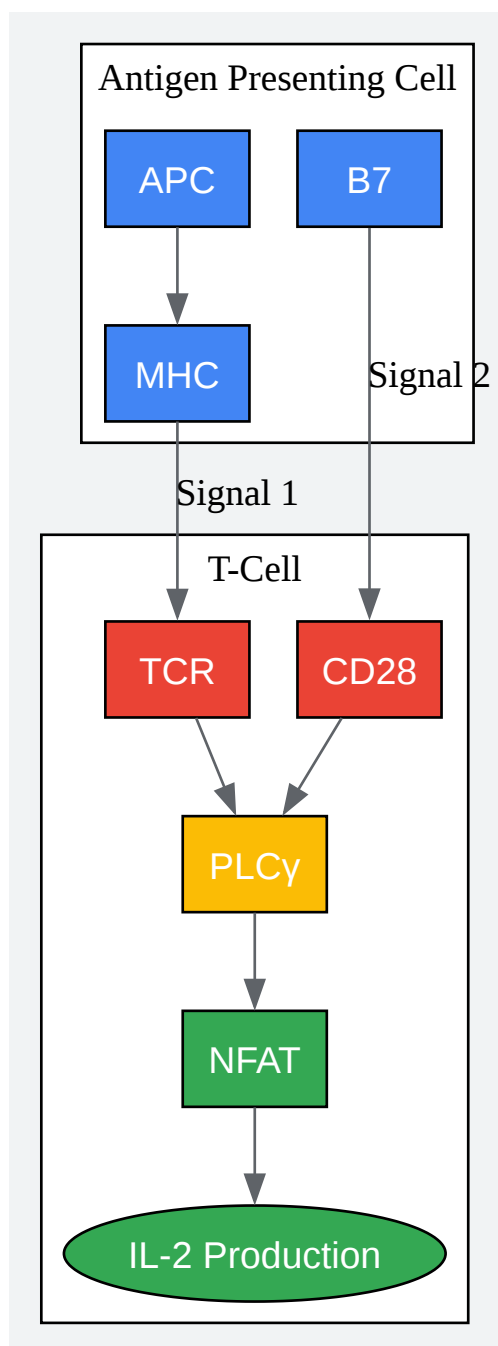 Antigen Presenting Cell
APC
B7
MHC
Signal 2
Signal 1
T-Cell
TCR
CD28
PLCγ
NFAT
IL-2 Production